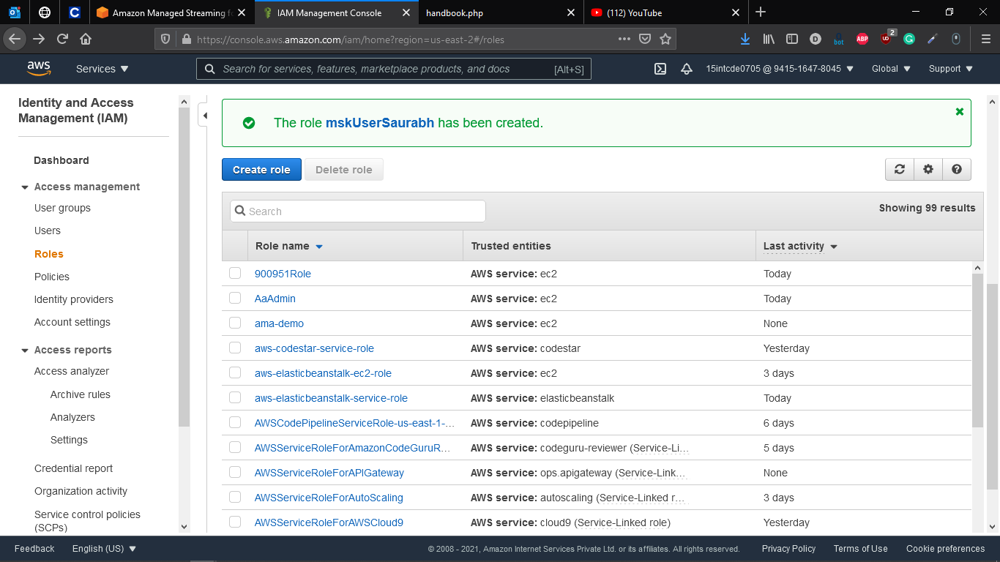 Amazon Managed Streaming f
IAM Management Console
handbook.php
(112) YouTube
https://console.aws.amazon.com/iam/home?region=us-east-2#/roles
D
bot
ABP
UD
2
G
aws
Services
Search for services, features, marketplace products, and docs
[Alt+S]
15intcde0705 @ 9415-1647-8045
Global
Support
Identity and Access
Management (IAM)
Dashboard
Access management
User groups
Users
Roles
Policies
Identity providers
Account settings
Access reports
Access analyzer
Archive rules
Analyzers
Settings
Credential report
Organization activity
Service control policies
(SCPs)
The role mskUserSaurabh has been created.
Create role
Delete role
Search
Showing 99 results
Role name Trusted entities Last activity
900951Role AWS service: ec2 Today
AaAdmin AWS service: ec2 Today
ama-demo AWS service: ec2 None
aws-codestar-service-role AWS service: codestar Yesterday
aws-elasticbeanstalk-ec2-role AWS service: ec2 3 days
aws-elasticbeanstalk-service-role AWS service: elasticbeanstalk Today
AWSCodePipelineServiceRole-us-east-1-... AWS service: codepipeline 6 days
AWSServiceRoleForAmazonCodeGuruR... AWS service: codeguru-reviewer (Service-Li... 5 days
AWSServiceRoleForAPIGateway AWS service: ops.apigateway (Service-Link... None
AWSServiceRoleForAutoScaling AWS service: autoscaling (Service-Linked r... 3 days
AWSServiceRoleForAWSCloud9 AWS service: cloud9 (Service-Linked role) Yesterday
Feedback
English (US)
© 2008 - 2021, Amazon Internet Services Private Ltd. or its affiliates. All rights reserved.
Privacy Policy
Terms of Use
Cookie preferences